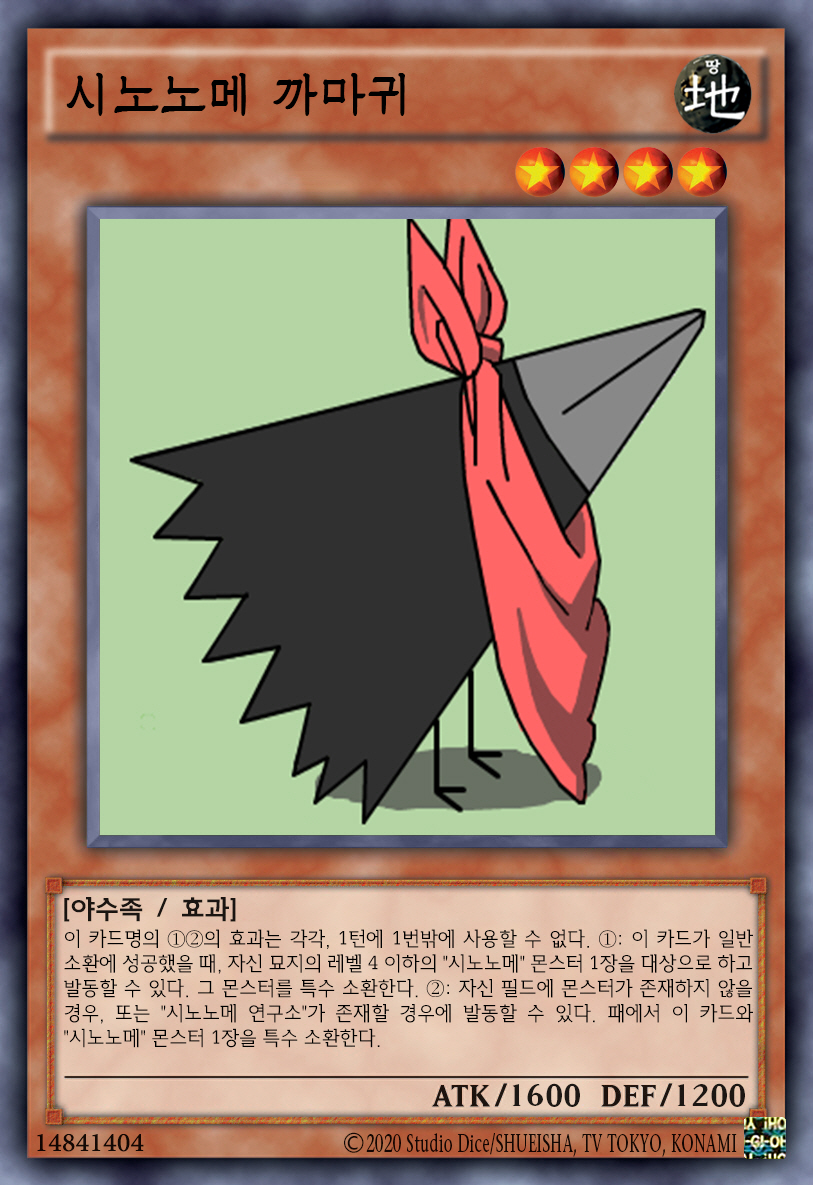 시노노메 까마귀
땅
地
[야수족 / 효과]
이 카드명의 ①②의 효과는 각각, 1턴에 1번밖에 사용할 수 없다. ①: 이 카드가 일반
소환에 성공했을 때, 자신 묘지의 레벨 4 이하의 "시노노메" 몬스터 1장을 대상으로 하고
발동할 수 있다. 그 몬스터를 특수 소환한다. ②: 자신 필드에 몬스터가 존재하지 않을
경우, 또는 "시노노메 연구소"가 존재할 경우에 발동할 수 있다. 패에서 이 카드와
"시노노메" 몬스터 1장을 특수 소환한다.
ATK/1600 DEF/1200
14841404 ©2020 Studio Dice/SHUEISHA, TV TOKYO, KONAMI